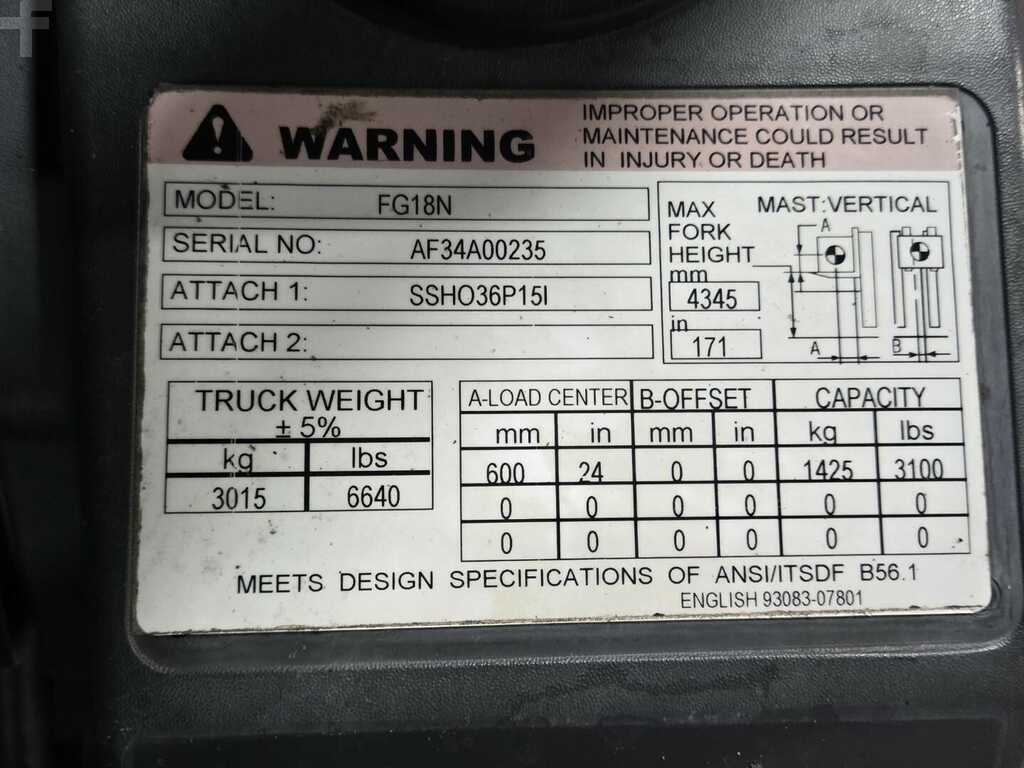 WARNING
IMPROPER OPERATION OR
MAINTENANCE COULD RESULT
IN INJURY OR DEATH
MODEL: FG18N
SERIAL NO: AF34A00235
ATTACH 1: SSHO36P15I
ATTACH 2:
MAX FORK HEIGHT
MAST:VERTICAL
mm
4345
in
171
A
A
B
TRUCK WEIGHT
± 5%
kg lbs
3015 6640
A-LOAD CENTER B-OFFSET CAPACITY
mm in mm in kg lbs
600 24 0 0 1425 3100
0 0 0 0 0 0
0 0 0 0 0 0
MEETS DESIGN SPECIFICATIONS OF ANSI/ITSDF B56.1
ENGLISH 93083-07801